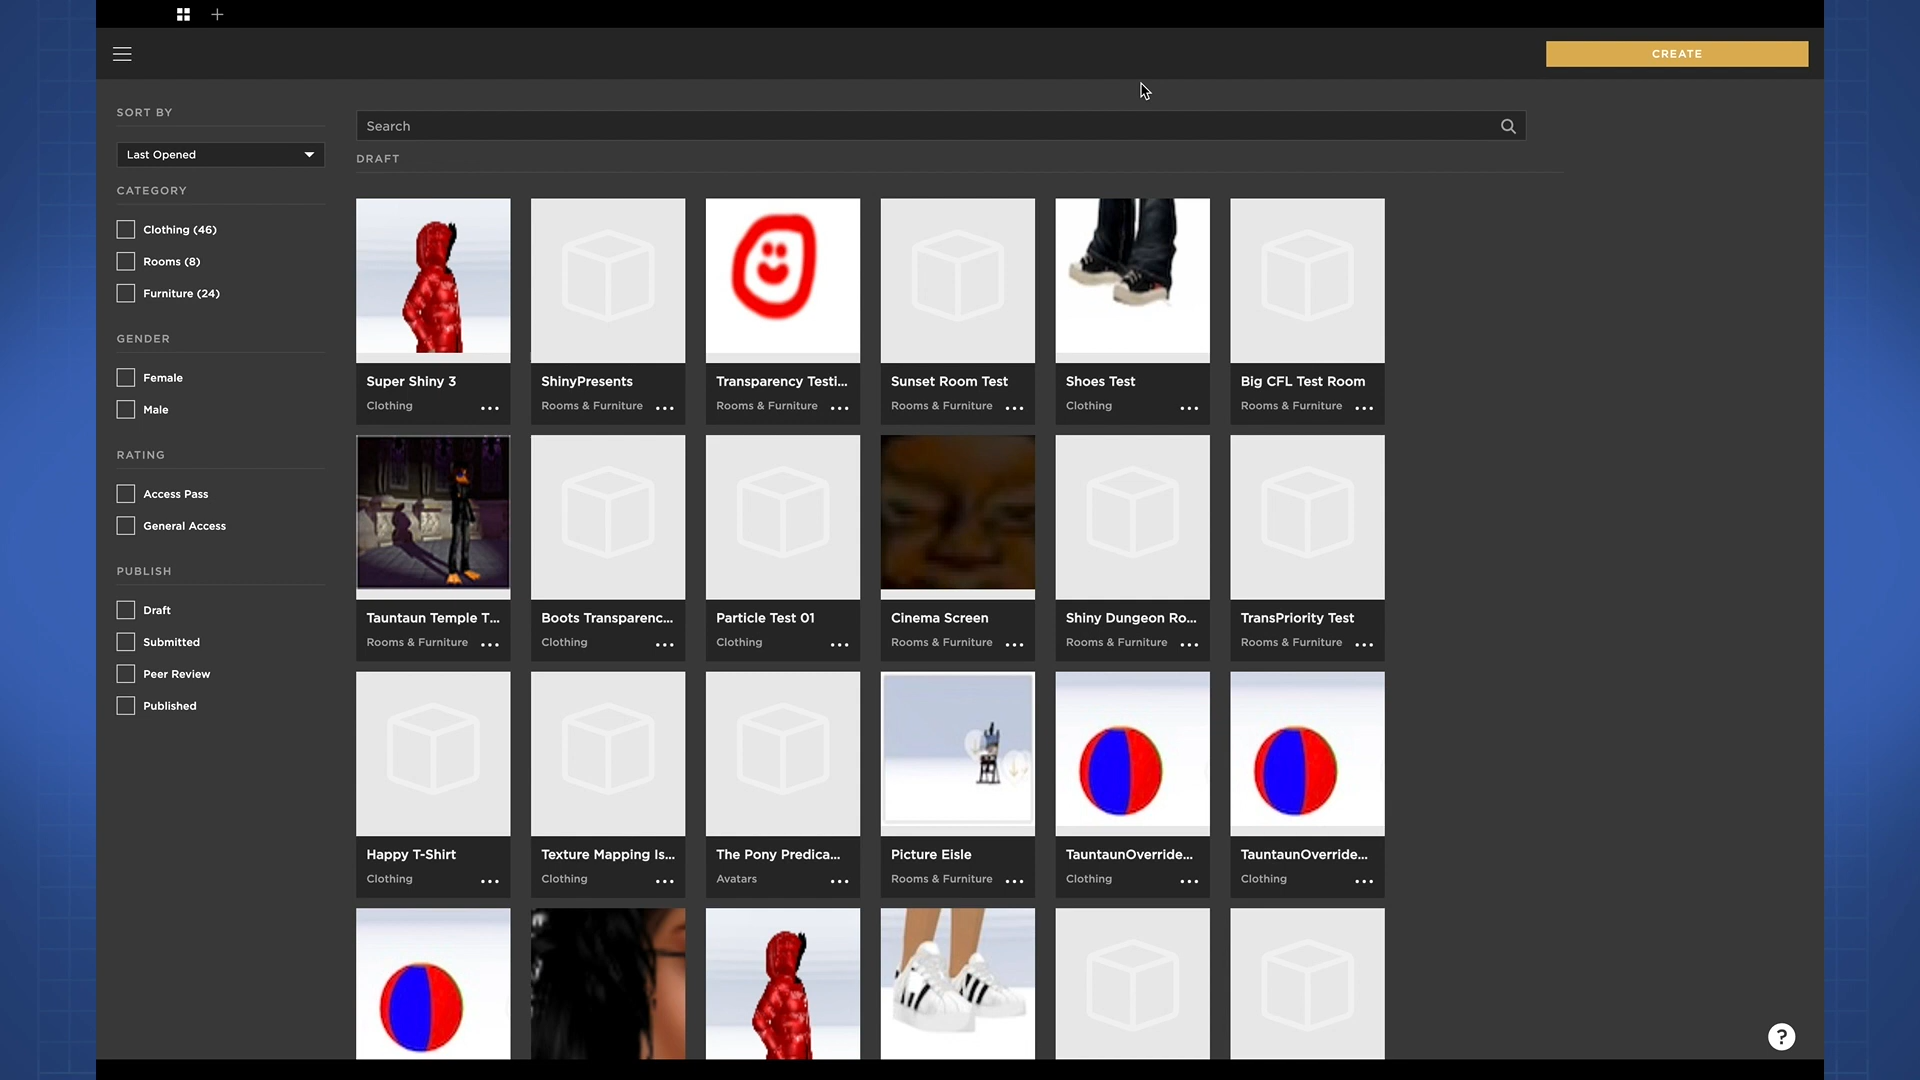 CREATE
SORT BY
Last Opened
CATEGORY
Clothing (46)
Rooms (8)
Furniture (24)
GENDER
Female
Male
RATING
Access Pass
General Access
PUBLISH
Draft
Submitted
Peer Review
Published
Search
DRAFT
Super Shiny 3
Clothing
ShinyPresents
Rooms & Furniture
Transparency Testi...
Rooms & Furniture
Sunset Room Test
Rooms & Furniture
Shoes Test
Clothing
Big CFL Test Room
Rooms & Furniture
Tauntaun Temple T...
Rooms & Furniture
Boots Transparenc...
Clothing
Particle Test 01
Clothing
Cinema Screen
Rooms & Furniture
Shiny Dungeon Ro...
Rooms & Furniture
TransPriority Test
Rooms & Furniture
Happy T-Shirt
Clothing
Texture Mapping Is...
Clothing
The Pony Predica...
Avatars
Picture Eisle
Rooms & Furniture
TauntaunOverride...
Clothing
TauntaunOverride...
Clothing
?